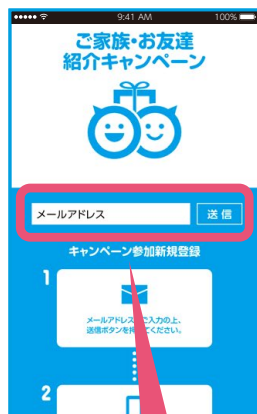 9:41 AM
100%
ご家族・お友達
紹介キャンペーン
メールアドレス
送信
キャンペーン参加新規登録
1
メールアドレス ご入力の上、
送信ボタンを押 てください。
2